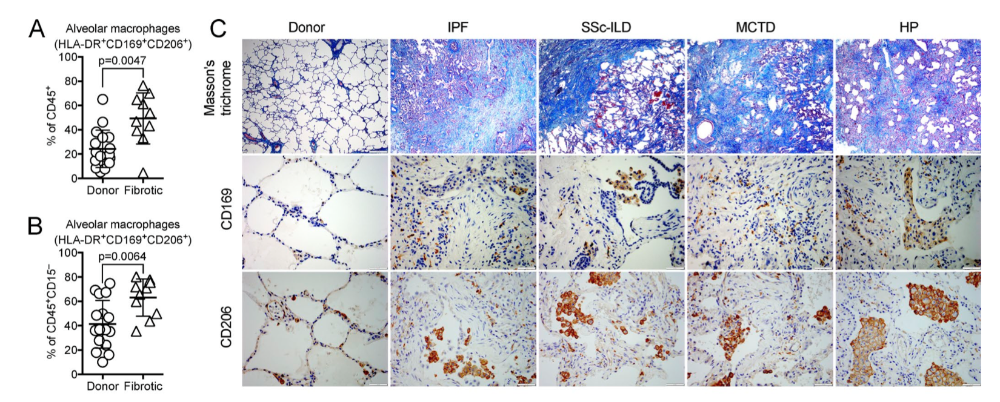 A
Alveolar macrophages
(HLA-DR⁺CD169⁺CD206⁺)
p=0.0047
% of CD45⁺
100
80
60
40
20
0
Donor Fibrotic
B
Alveolar macrophages
(HLA-DR⁺CD169⁺CD206⁺)
p=0.0064
% of CD45⁺CD15⁻
100
80
60
40
20
0
Donor Fibrotic
C
Donor IPF SSc-ILD MCTD HP
Masson's
trichrome
CD169
CD206